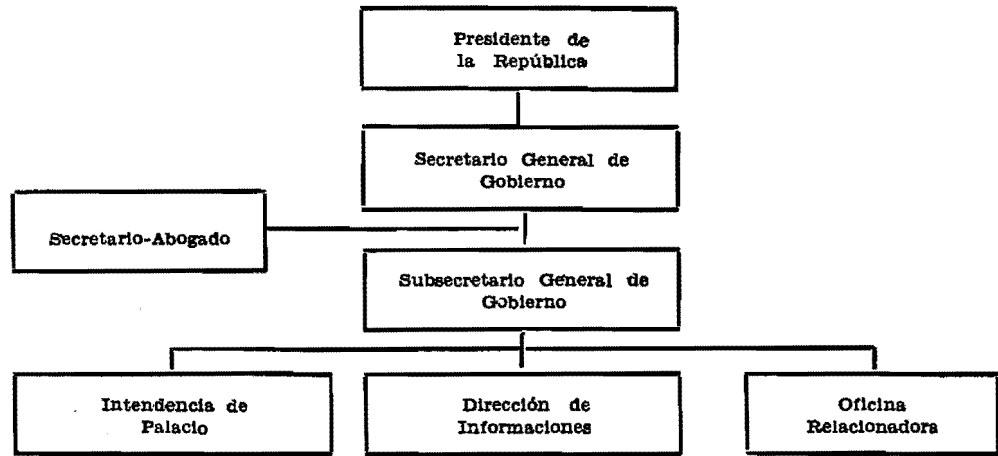 Presidente de
la República
Secretario General de
Gobierno
Secretario-Abogado
Subsecretario General de
Gobierno
Intendencia de
Palacio
Dirección de
Informaciones
Oficina
Relacionadora